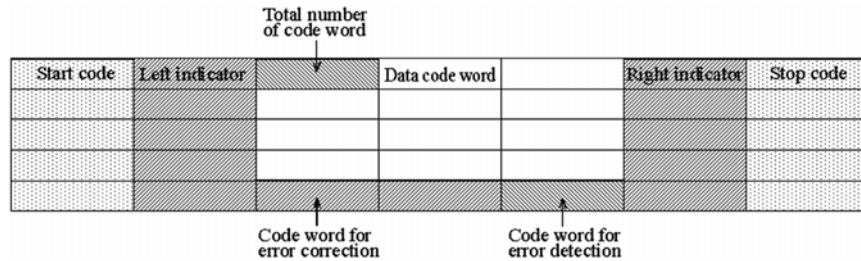 Total number
of code word
Start code
Left indicator
Data code word
Right indicator
Stop code
Code word for
error correction
Code word for
error detection